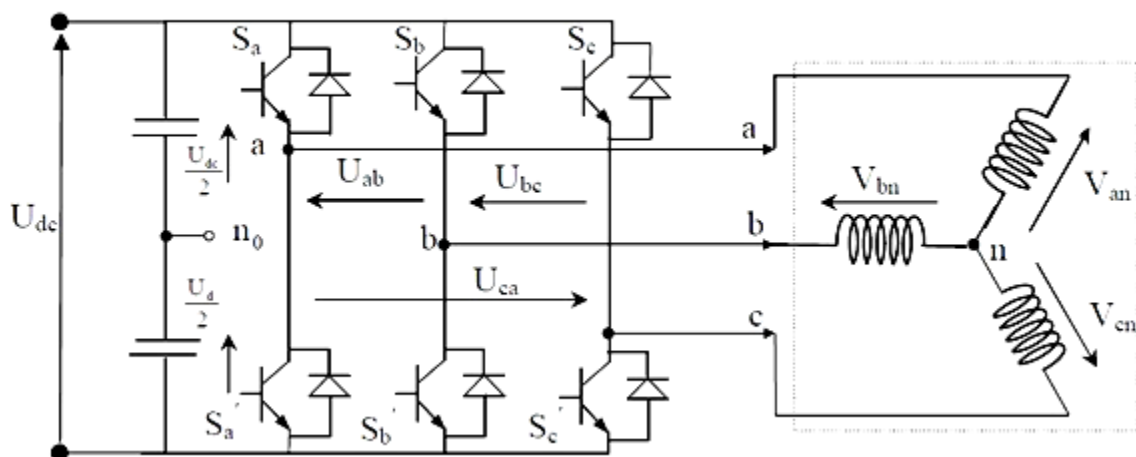 Sa
Sb
Sc
a
Udc/2
a
Uab
Ubc
Vbn
Van
Udc
n0
b
b
n
Ud/2
Uca
c
Vcn
Sa'
Sb'
Sc'